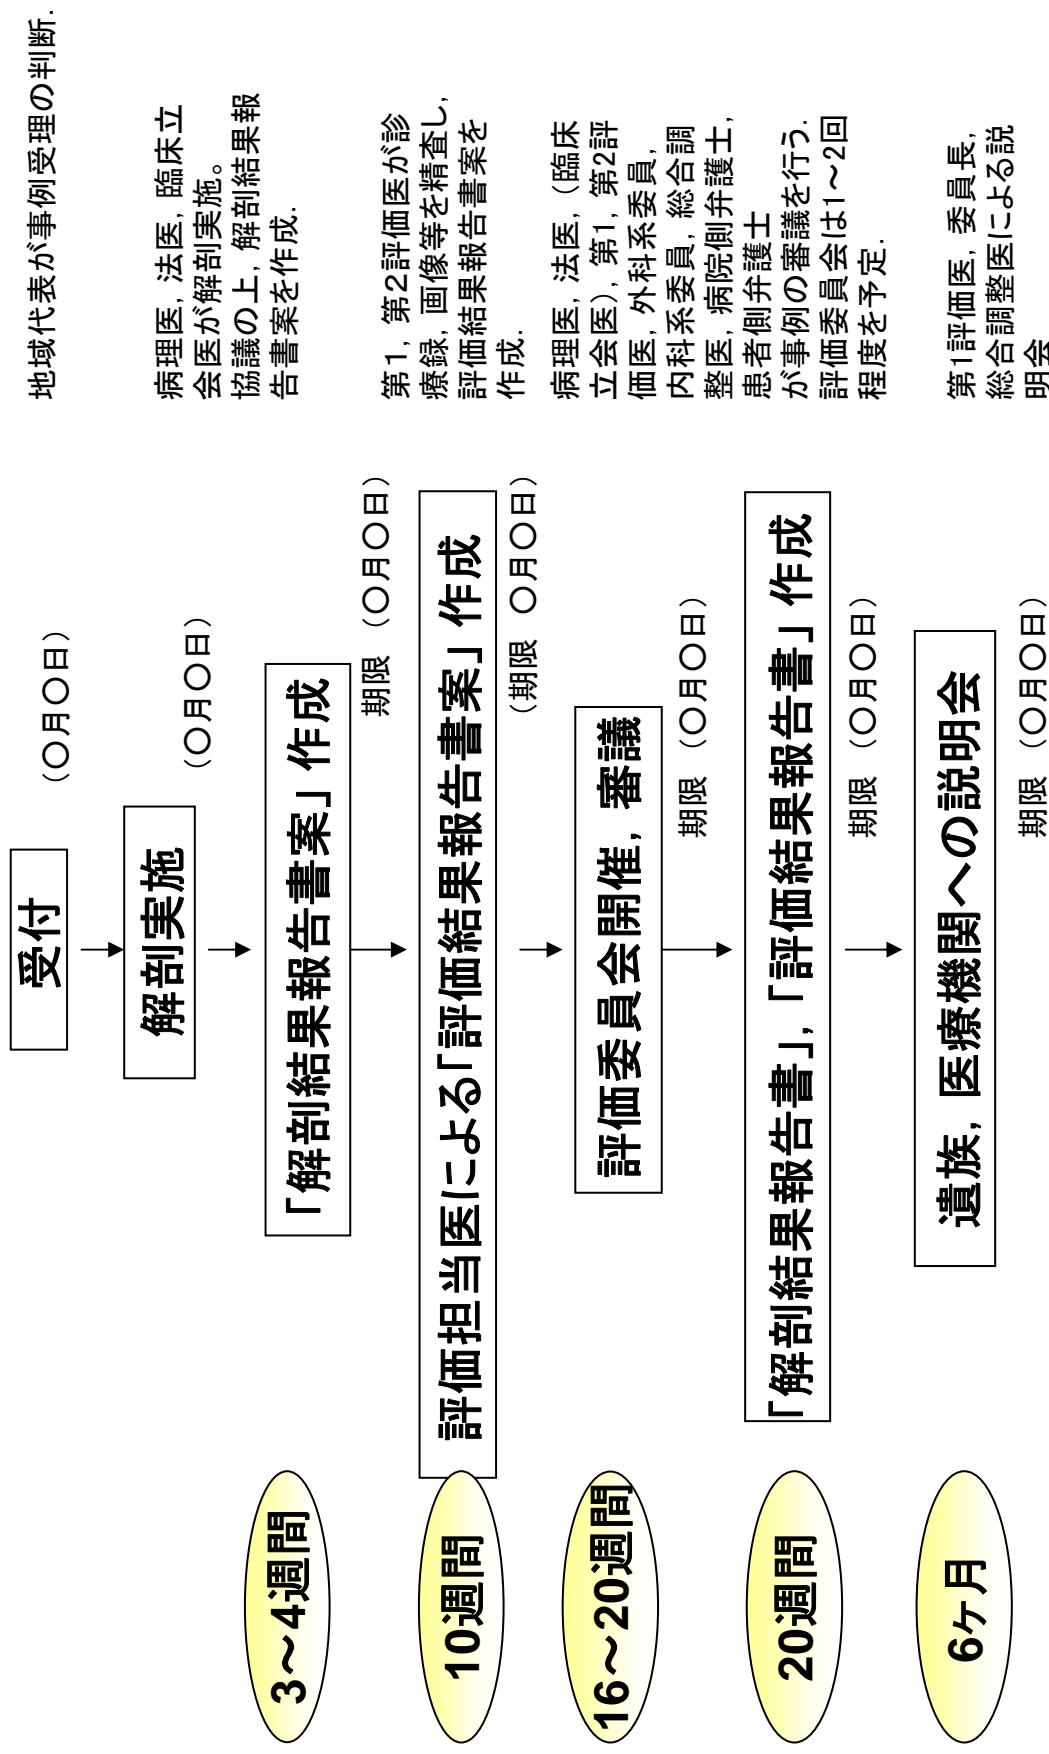 受付
(〇月〇日)
地域代表が事例受理の判断.
解剖実施
(〇月〇日)
病理医, 法医, 臨床立
会医が解剖実施。
協議の上, 解剖結果報
告書案を作成.
3～4週間
「解剖結果報告書案」作成
期限 (〇月〇日)
10週間
評価担当医による「評価結果報告書案」作成
(期限 〇月〇日)
第1, 第2評価医が診
療録, 画像等を精査し,
評価結果報告書案を
作成.
16～20週間
評価委員会開催, 審議
期限 (〇月〇日)
病理医, 法医, (臨床
立会医), 第1, 第2評
価医, 外科系委員,
内科系委員, 総合調
整医, 病院側弁護士,
患者側弁護士
が事例の審議を行う.
評価委員会は1～2回
程度を予定.
20週間
「解剖結果報告書」, 「評価結果報告書」作成
期限 (〇月〇日)
6ヶ月
遺族, 医療機関への説明会
期限 (〇月〇日)
第1評価医, 委員長,
総合調整医による説
明会